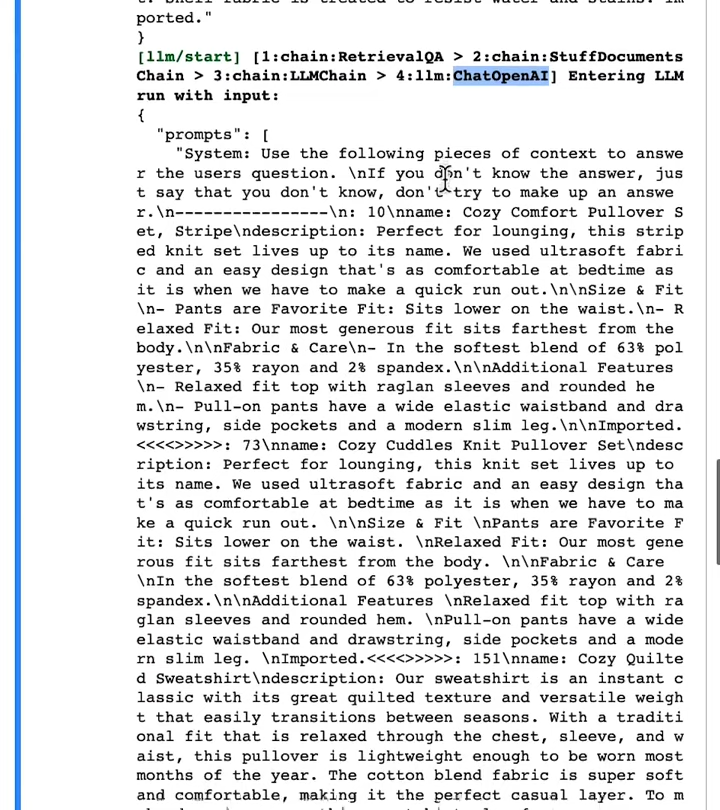 ported."
}
[llm/start] [1:chain:RetrievalQA > 2:chain:StuffDocuments
Chain > 3:chain:LLMChain > 4:llm:ChatOpenAI] Entering LLM
run with input:
{
  "prompts": [
    "System: Use the following pieces of context to answe
r the users question. \nIf you don't know the answer, jus
t say that you don't know, don't try to make up an answe
r.\n----------------\n: 10\nname: Cozy Comfort Pullover S
et, Stripe\ndescription: Perfect for lounging, this strip
ed knit set lives up to its name. We used ultrasoft fabri
c and an easy design that's as comfortable at bedtime as
it is when we have to make a quick run out.\n\nSize & Fit
\n- Pants are Favorite Fit: Sits lower on the waist.\n- R
elaxed Fit: Our most generous fit sits farthest from the
body.\n\nFabric & Care\n- In the softest blend of 63% pol
yester, 35% rayon and 2% spandex.\n\nAdditional Features
\n- Relaxed fit top with raglan sleeves and rounded he
m.\n- Pull-on pants have a wide elastic waistband and dra
wstring, side pockets and a modern slim leg.\n\nImported.
<<<<>>>>>: 73\nname: Cozy Cuddles Knit Pullover Set\ndesc
ription: Perfect for lounging, this knit set lives up to
its name. We used ultrasoft fabric and an easy design tha
t's as comfortable at bedtime as it is when we have to ma
ke a quick run out. \n\nSize & Fit \nPants are Favorite F
it: Sits lower on the waist. \nRelaxed Fit: Our most gene
rous fit sits farthest from the body. \n\nFabric & Care
\nIn the softest blend of 63% polyester, 35% rayon and 2%
spandex.\n\nAdditional Features \nRelaxed fit top with ra
glan sleeves and rounded hem. \nPull-on pants have a wide
elastic waistband and drawstring, side pockets and a mode
rn slim leg. \nImported.<<<<>>>>>: 151\nname: Cozy Quilte
d Sweatshirt\ndescription: Our sweatshirt is an instant c
lassic with its great quilted texture and versatile weigh
t that easily transitions between seasons. With a traditi
onal fit that is relaxed through the chest, sleeve, and w
aist, this pullover is lightweight enough to be worn most
months of the year. The cotton blend fabric is super soft
and comfortable, making it the perfect casual layer. To m